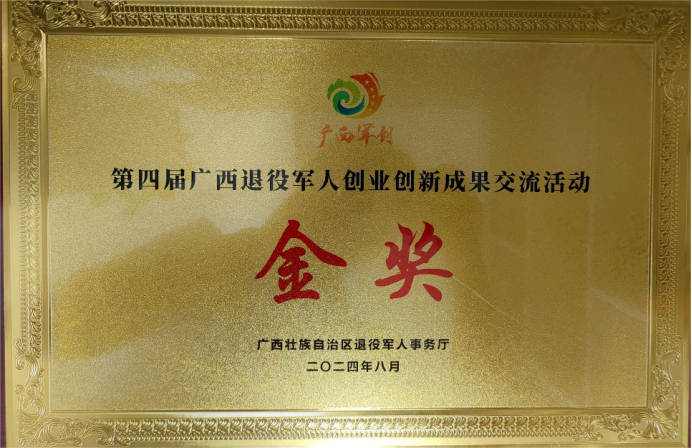 广西军创
第四届广西退役军人创业创新成果交流活动
金奖
广西壮族自治区退役军人事务厅
二〇二四年八月